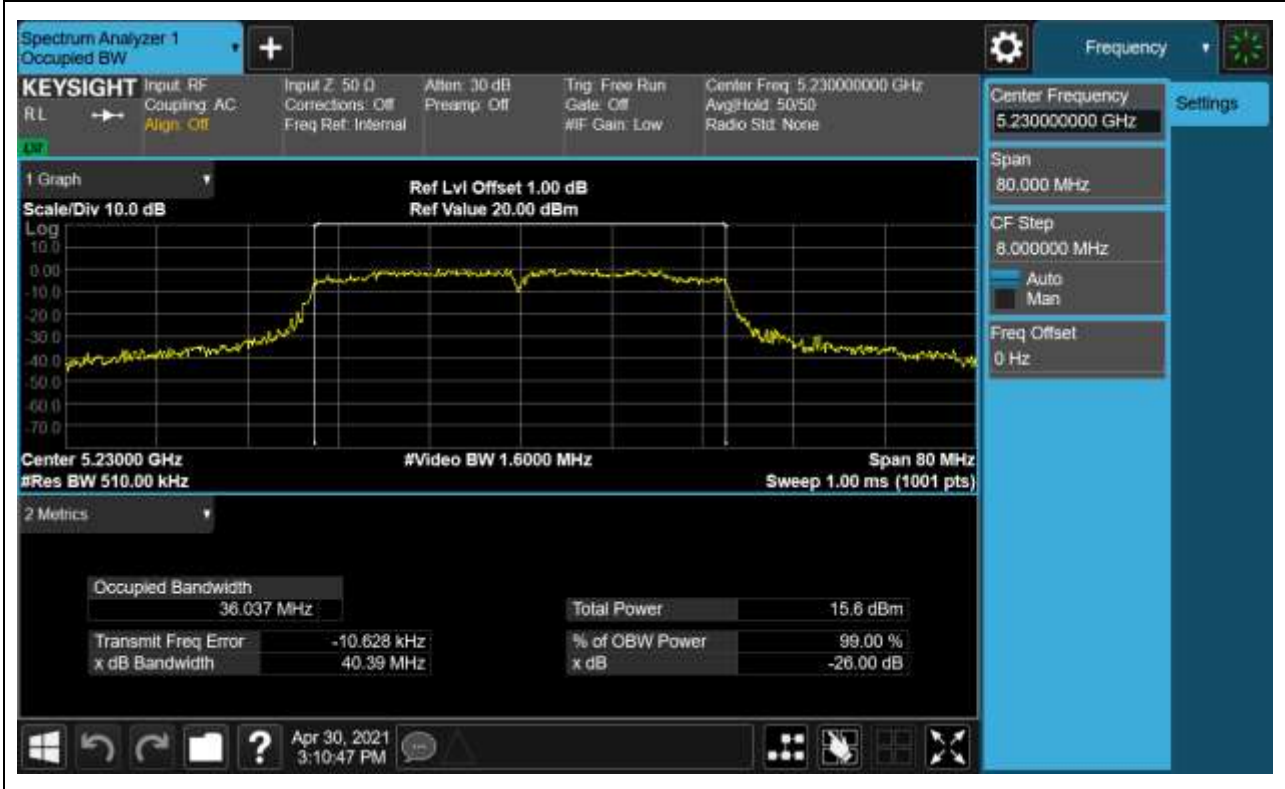 Spectrum Analyzer 1
Occupied BW
Frequency
KEYSIGHT
RL
Input: RF
Coupling: AC
Align: Off
Input Z: 50 Ω
Corrections: Off
Freq Ref: Internal
Atten: 30 dB
Preamp: Off
Trig: Free Run
Gate: Off
#IF Gain: Low
Center Freq: 5.230000000 GHz
Avg|Hold: 50/50
Radio Std: None
1 Graph
Scale/Div 10.0 dB
Ref Lvl Offset 1.00 dB
Ref Value 20.00 dBm
Log
10.0
0.00
-10.0
-20.0
-30.0
-40.0
-50.0
-60.0
-70.0
Center 5.23000 GHz
#Res BW 510.00 kHz
#Video BW 1.6000 MHz
Span 80 MHz
Sweep 1.00 ms (1001 pts)
2 Metrics
Occupied Bandwidth
36.037 MHz
Transmit Freq Error -10.628 kHz
x dB Bandwidth 40.39 MHz
Total Power 15.6 dBm
% of OBW Power 99.00 %
x dB -26.00 dB
Apr 30, 2021
3:10:47 PM
Center Frequency
5.230000000 GHz
Span
80.000 MHz
CF Step
8.000000 MHz
Auto
Man
Freq Offset
0 Hz
Settings